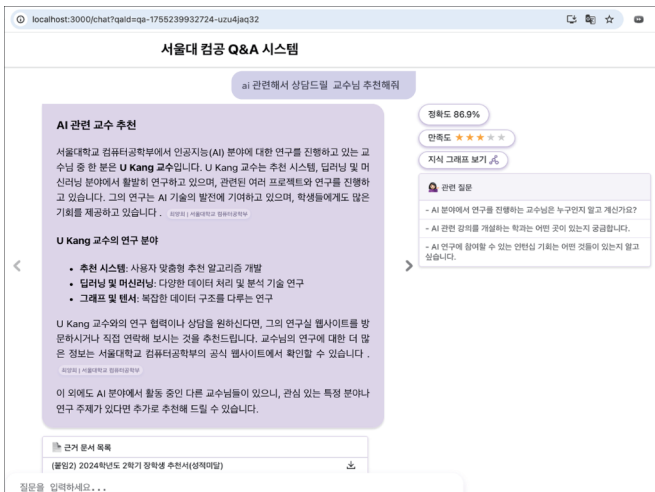 localhost:3000/chat?qaId=qa-1755239932724-uzu4jaq32
서울대 컴공 Q&A 시스템
ai 관련해서 상담드릴 교수님 추천해줘
AI 관련 교수 추천
서울대학교 컴퓨터공학부에서 인공지능(AI) 분야에 대한 연구를 진행하고 있는 교
수님 중 한 분은 U Kang 교수입니다. U Kang 교수는 추천 시스템, 딥러닝 및 머
신러닝 분야에서 활발히 연구하고 있으며, 관련된 여러 프로젝트와 연구를 진행하
고 있습니다. 그의 연구는 AI 기술의 발전에 기여하고 있으며, 학생들에게도 많은
기회를 제공하고 있습니다 . 희망회 | 서울대학교 컴퓨터공학부
U Kang 교수의 연구 분야
• 추천 시스템: 사용자 맞춤형 추천 알고리즘 개발
• 딥러닝 및 머신러닝: 다양한 데이터 처리 및 분석 기술 연구
• 그래프 및 텐서: 복잡한 데이터 구조를 다루는 연구
U Kang 교수와의 연구 협력이나 상담을 원하신다면, 그의 연구실 웹사이트를 방
문하시거나 직접 연락해 보시는 것을 추천드립니다. 교수님의 연구에 대한 더 많
은 정보는 서울대학교 컴퓨터공학부의 공식 웹사이트에서 확인할 수 있습니다 .
| 서울대학교 컴퓨터공학부
이 외에도 AI 분야에서 활동 중인 다른 교수님들이 있으니, 관심 있는 특정 분야나
연구 주제가 있다면 추가로 추천해 드릴 수 있습니다.
정확도 86.9%
만족도 ★★★★★
지식 그래프 보기
관련 질문
- AI 분야에서 연구를 진행하는 교수님은 누구인지 알고 계신가요?
- AI 관련 강의를 개설하는 학과는 어떤 곳이 있는지 궁금합니다.
- AI 연구에 참여할 수 있는 인턴십 기회는 어떤 것들이 있는지 알고
싶습니다.
근거 문서 목록
(붙임2) 2024학년도 2학기 장학생 추천서(성적미달)
질문을 입력하세요...